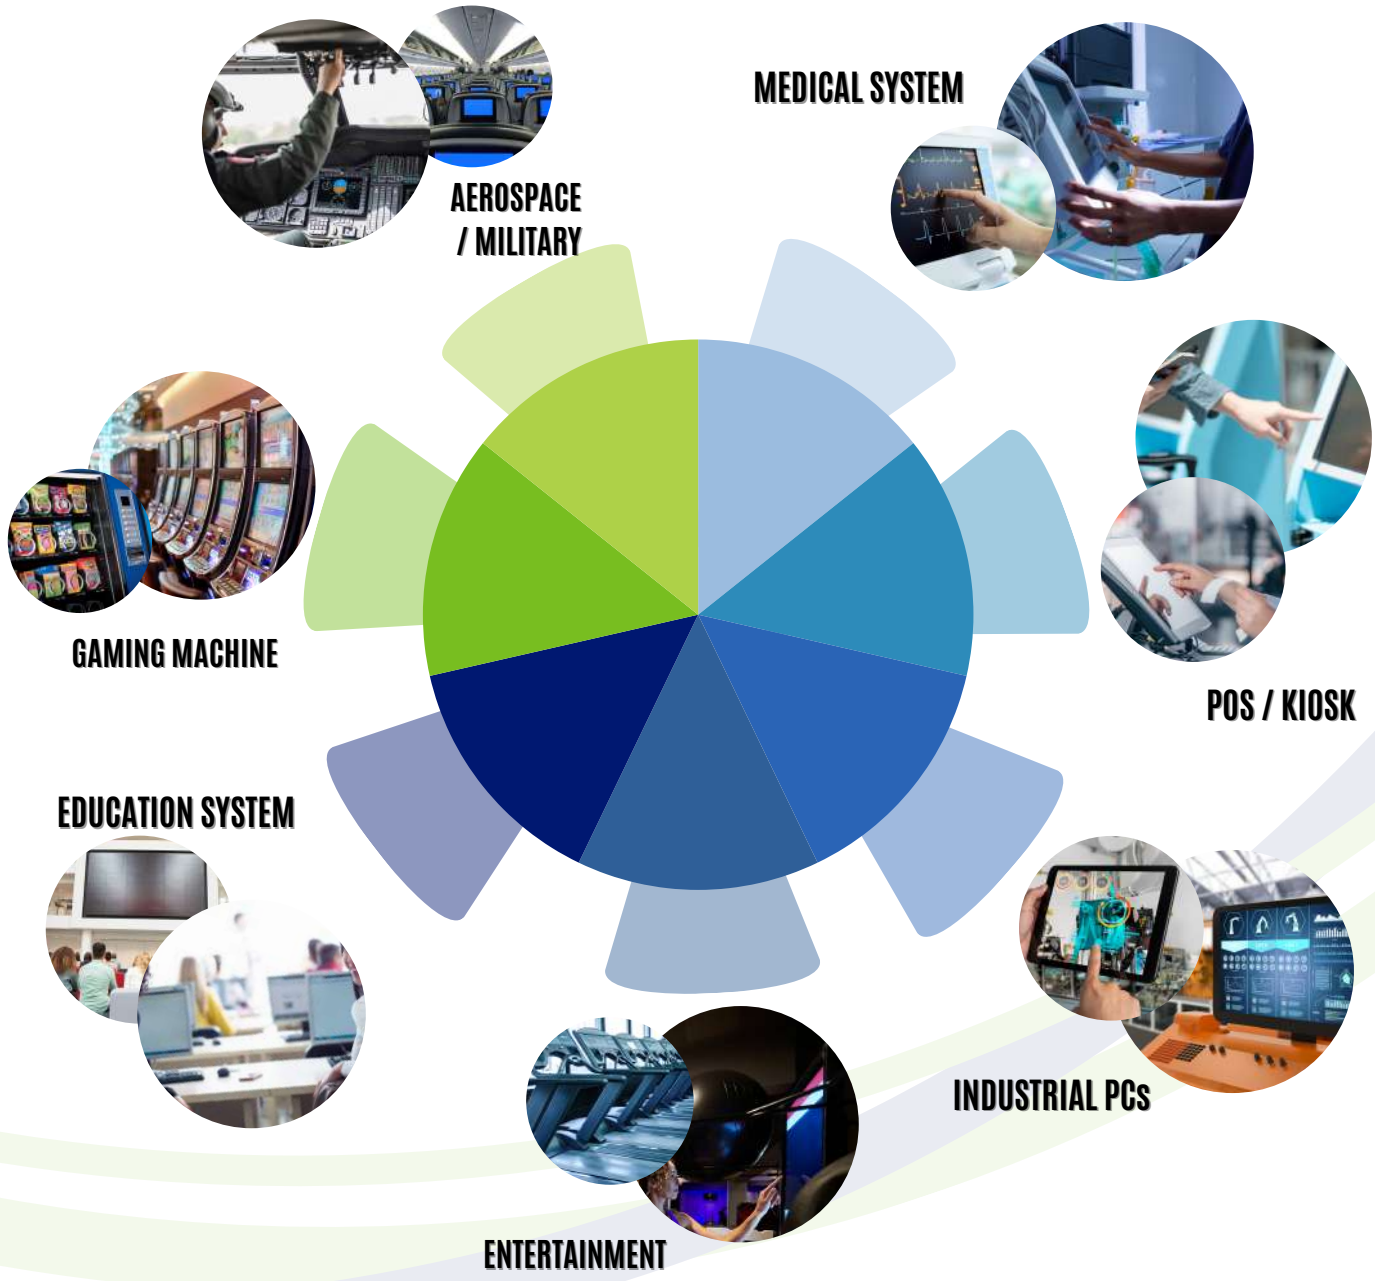 MEDICAL SYSTEM
AEROSPACE
/ MILITARY
GAMING MACHINE
POS / KIOSK
EDUCATION SYSTEM
INDUSTRIAL PCs
ENTERTAINMENT